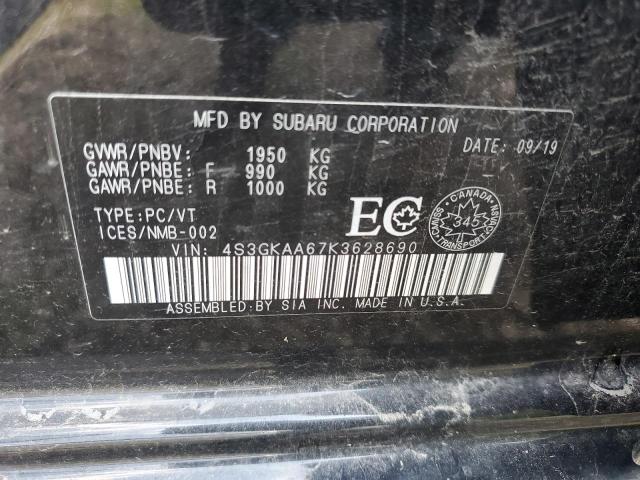 MFD BY SUBARU CORPORATION
DATE: 09/19
GVWR/PNBV: 1950 KG
GAWR/PNBE: F 990 KG
GAWR/PNBE: R 1000 KG
TYPE: PC/VT
ICES/NMB-002
EC
CANADA
345
TRANSPORT
VIN: 4S3GKAA67K3628690
ASSEMBLED BY SIA INC. MADE IN U.S.A.